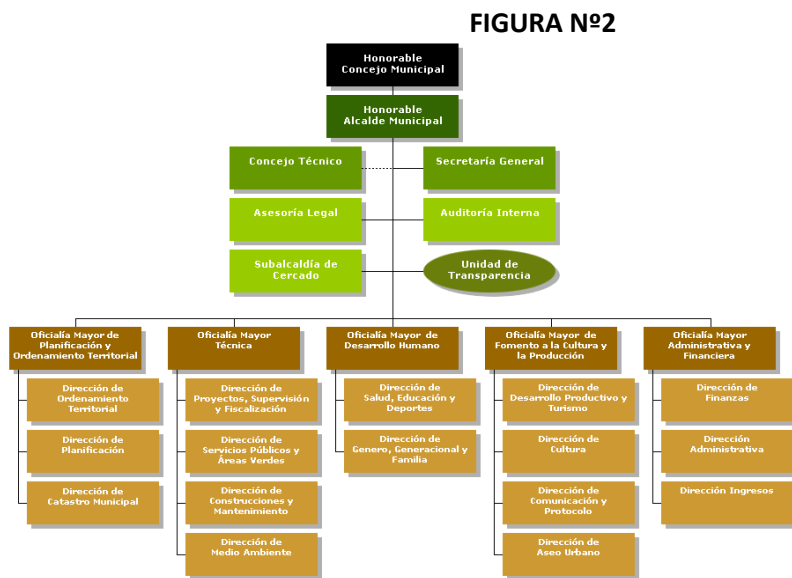 FIGURA Nº2
Honorable
Concejo Municipal
Honorable
Alcalde Municipal
Concejo Técnico
Secretaría General
Asesoría Legal
Auditoría Interna
Subalcaldía de
Cercado
Unidad de
Transparencia
Oficialía Mayor de
Planificación y
Ordenamiento Territorial
Dirección de
Ordenamiento
Territorial
Dirección de
Planificación
Dirección de
Catastro Municipal
Oficialía Mayor
Técnica
Dirección de
Proyectos, Supervisión
y Fiscalización
Dirección de
Servicios Públicos y
Áreas Verdes
Dirección de
Construcciones y
Mantenimiento
Dirección de
Medio Ambiente
Oficialía Mayor de
Desarrollo Humano
Dirección de
Salud, Educación y
Deportes
Dirección de
Genero, Generacional y
Familia
Oficialía Mayor de
Fomento a la Cultura y
la Producción
Dirección de
Desarrollo Productivo y
Turismo
Dirección de
Cultura
Dirección de
Comunicación y
Protocolo
Dirección de
Aseo Urbano
Oficialía Mayor
Administrativa y
Financiera
Dirección de
Finanzas
Dirección
Administrativa
Dirección Ingresos